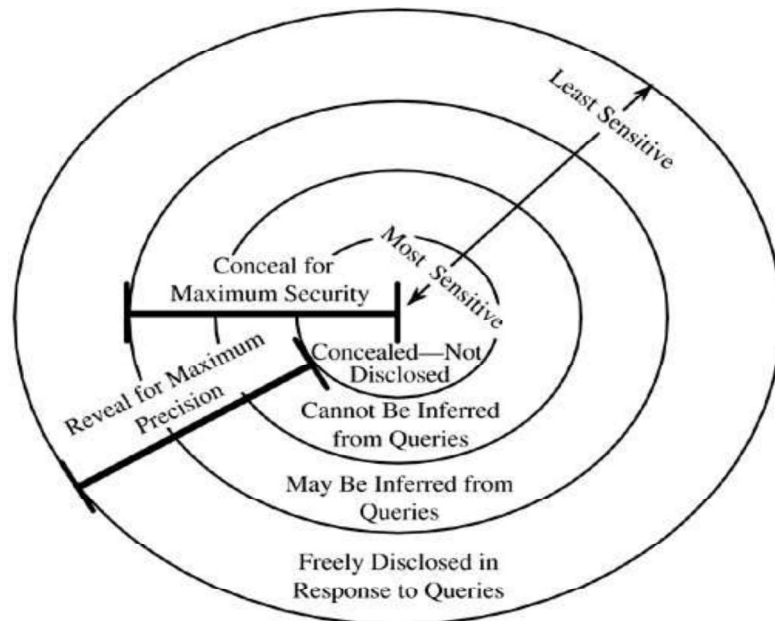 Least Sensitive
Most Sensitive
Conceal for
Maximum Security
Concealed—Not
Disclosed
Reveal for Maximum
Precision
Cannot Be Inferred
from Queries
May Be Inferred from
Queries
Freely Disclosed in
Response to Queries